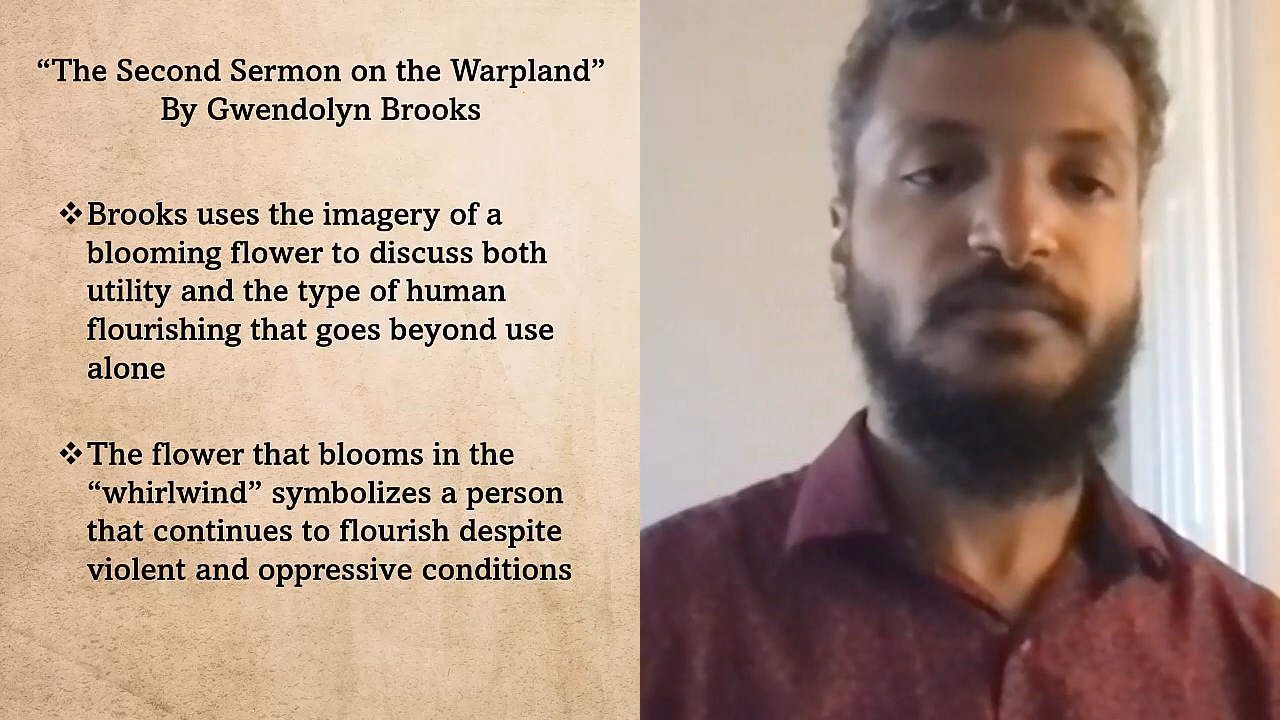 “The Second Sermon on the Warpland”
By Gwendolyn Brooks
❖Brooks uses the imagery of a
blooming flower to discuss both
utility and the type of human
flourishing that goes beyond use
alone
❖The flower that blooms in the
“whirlwind” symbolizes a person
that continues to flourish despite
violent and oppressive conditions